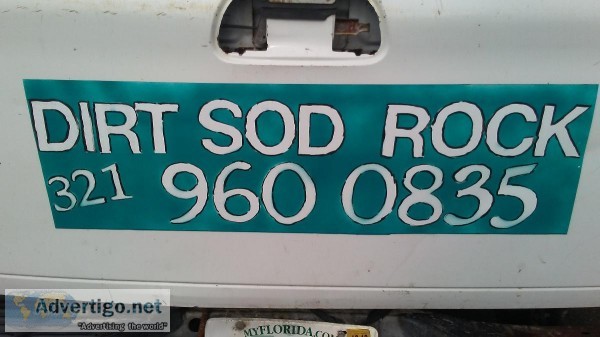 DIRT SOD ROCK
321 960 0835
Advertigo.net
"Advertising the world"
MYFLORIDA.CO